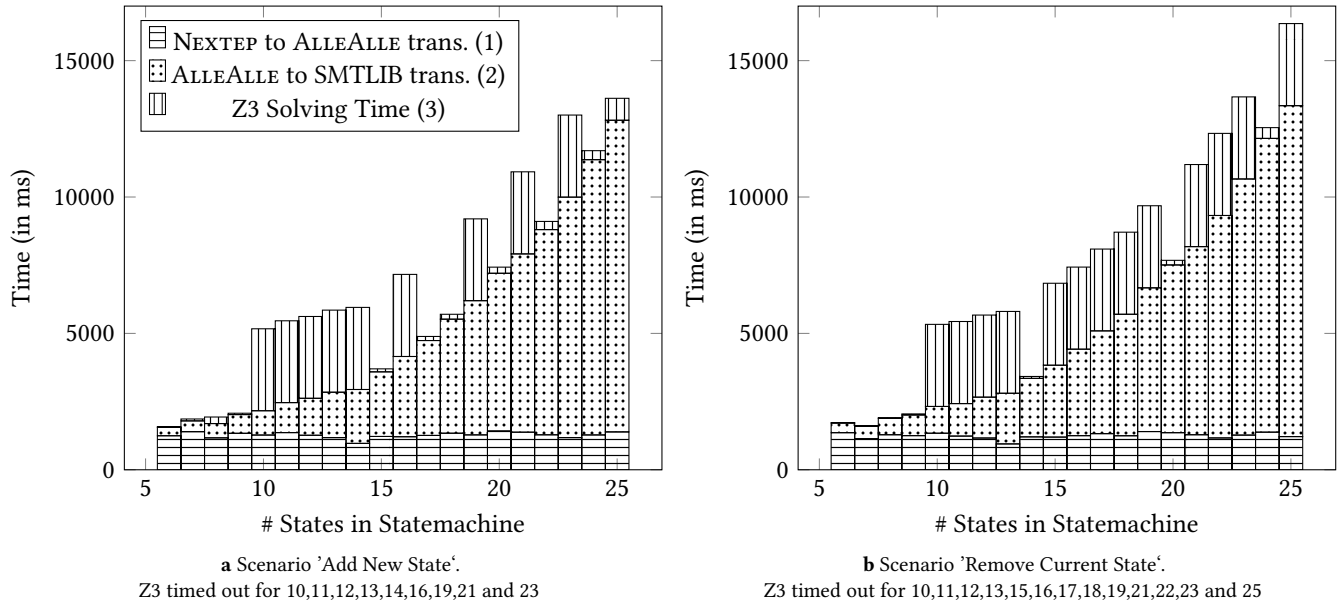 NEXTEP to ALLEALLE trans. (1)
ALLEALLE to SMTLIB trans. (2)
Z3 Solving Time (3)
Time (in ms)
15000
10000
5000
0
5
10
15
20
25
# States in Statemachine
a Scenario ’Add New State‘.
Z3 timed out for 10,11,12,13,14,16,19,21 and 23
Time (in ms)
15000
10000
5000
0
5
10
15
20
25
# States in Statemachine
b Scenario ’Remove Current State‘.
Z3 timed out for 10,11,12,13,15,16,17,18,19,21,22,23 and 25